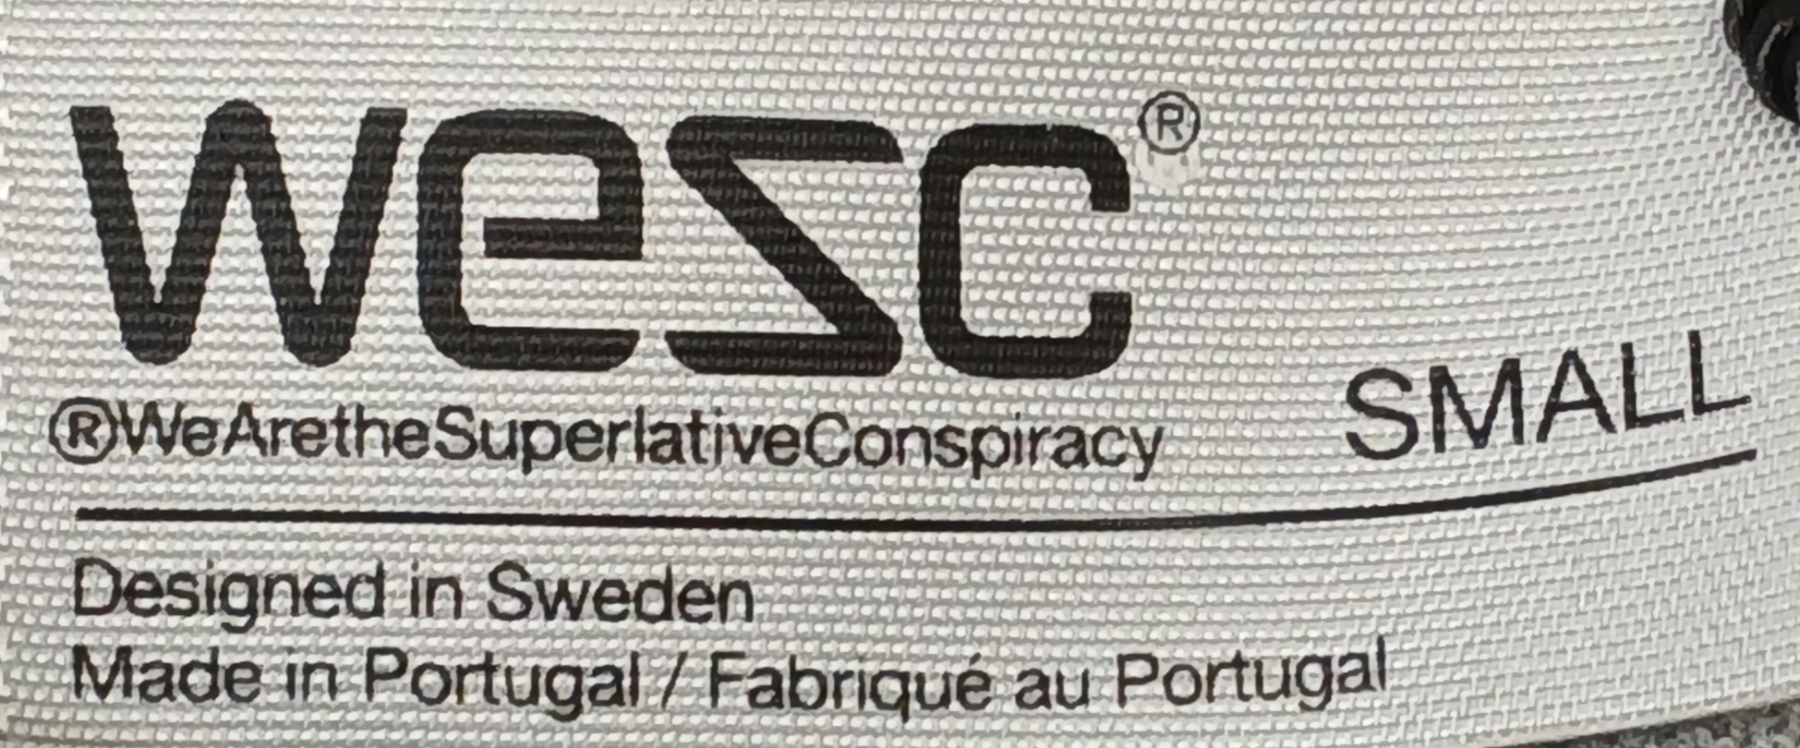 wesc®
®WeAretheSuperlativeConspiracy
SMALL
Designed in Sweden
Made in Portugal / Fabriqué au Portugal